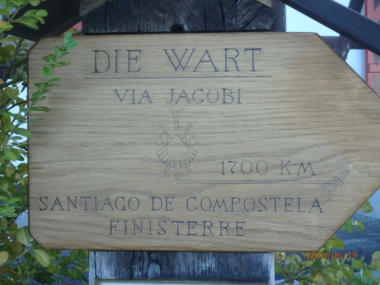 DIE WART
VIA JACOBI
1700 KM
SANTIAGO DE COMPOSTELA
FINISTERRE